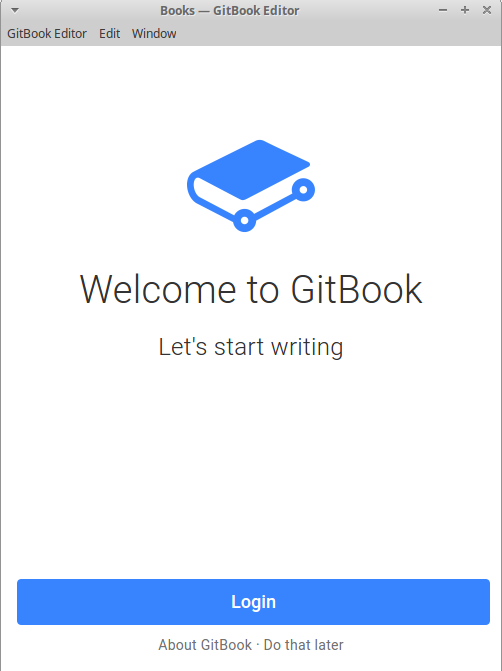 Books — GitBook Editor
GitBook Editor Edit Window
Welcome to GitBook
Let's start writing
Login
About GitBook · Do that later